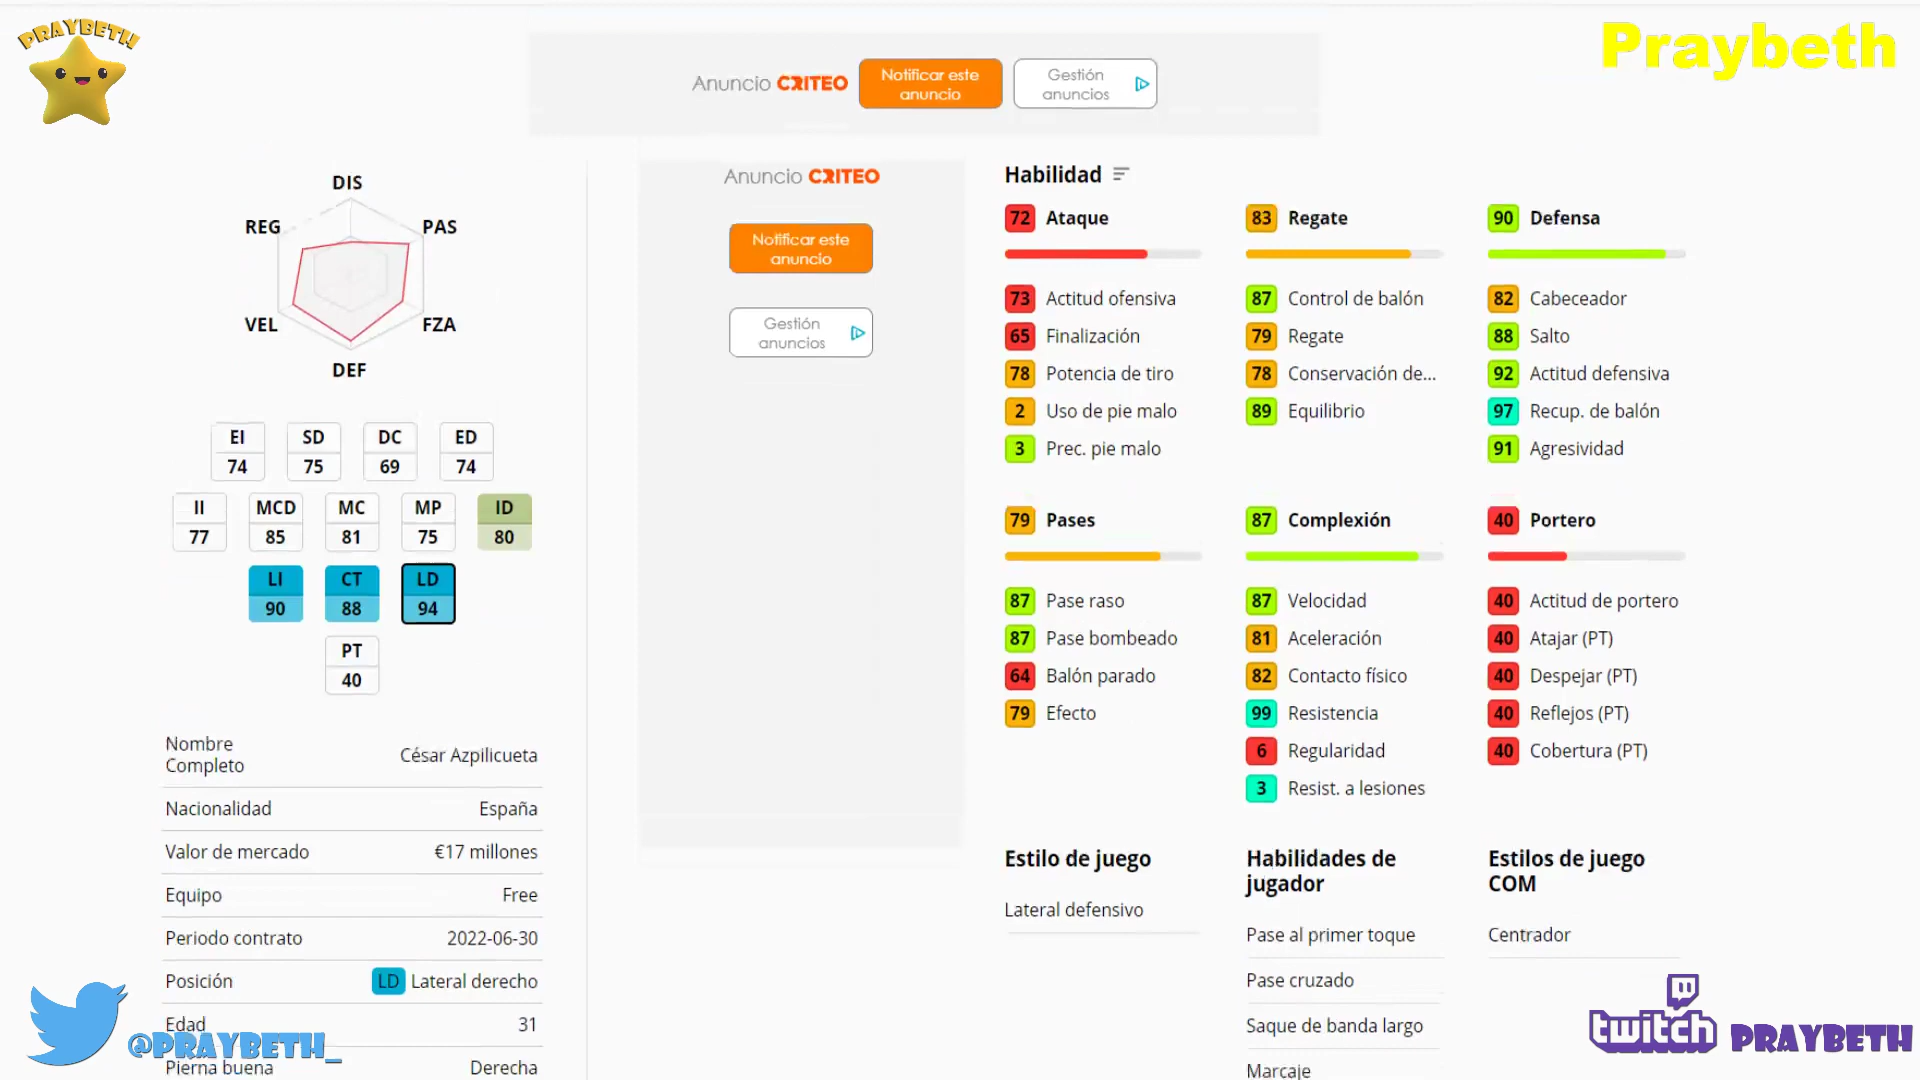 PRAYBETH
Praybeth
Anuncio CRITEO
Notificar este
anuncio
Gestión
anuncios
DIS
REG
PAS
VEL
FZA
DEF
EI
SD
DC
ED
74
75
69
74
II
MCD
MC
MP
ID
77
85
81
75
80
LI
CT
LD
90
88
94
PT
40
Nombre
Completo
César Azpilicueta
Nacionalidad
España
Valor de mercado
€17 millones
Equipo
Free
Periodo contrato
2022-06-30
Posición
LD Lateral derecho
Edad
31
Pierna buena
Derecha
Anuncio CRITEO
Notificar este
anuncio
Gestión
anuncios
Habilidad
72 Ataque
73 Actitud ofensiva
65 Finalización
78 Potencia de tiro
2 Uso de pie malo
3 Prec. pie malo
83 Regate
87 Control de balón
79 Regate
78 Conservación de...
89 Equilibrio
90 Defensa
82 Cabeceador
88 Salto
92 Actitud defensiva
97 Recup. de balón
91 Agresividad
79 Pases
87 Pase raso
87 Pase bombeado
64 Balón parado
79 Efecto
87 Complexión
87 Velocidad
81 Aceleración
82 Contacto físico
99 Resistencia
6 Regularidad
3 Resist. a lesiones
40 Portero
40 Actitud de portero
40 Atajar (PT)
40 Despejar (PT)
40 Reflejos (PT)
40 Cobertura (PT)
Estilo de juego
Lateral defensivo
Habilidades de
jugador
Pase al primer toque
Pase cruzado
Saque de banda largo
Marcaje
Estilos de juego
COM
Centrador
@PRAYBETH_
twitch PRAYBETH